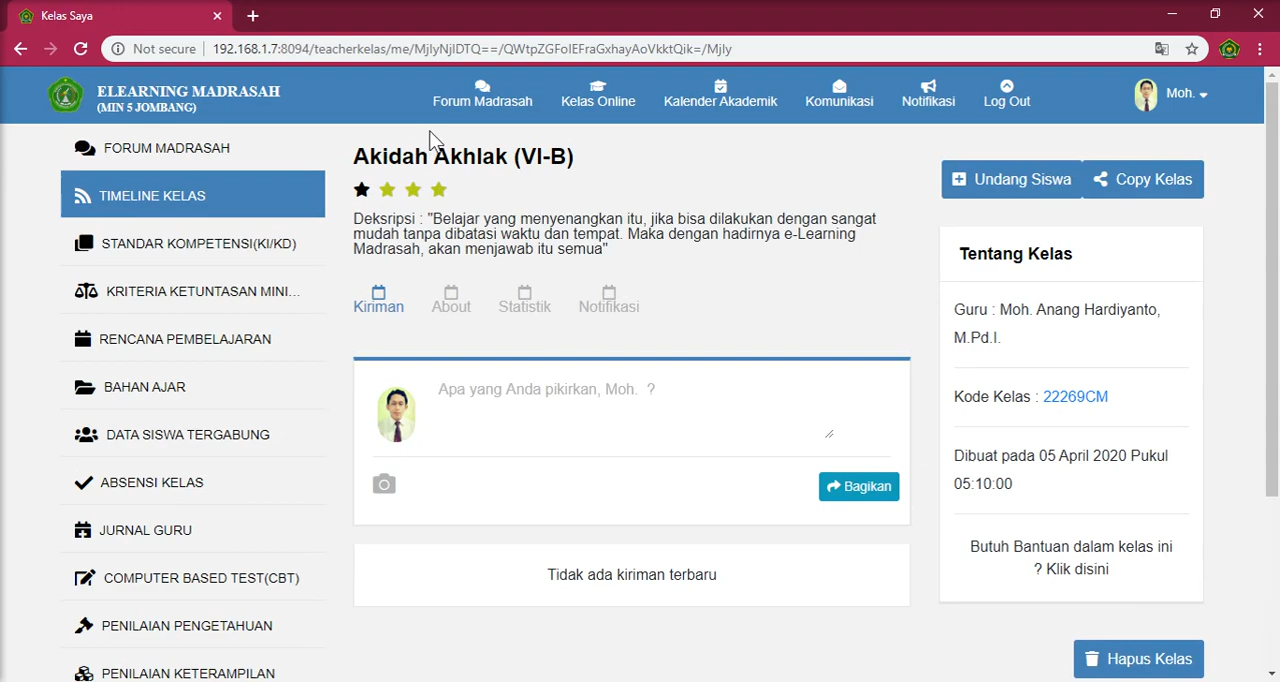 Kelas Saya
Not secure
192.168.1.7:8094/teacherkelas/me/MjIyNjlDTQ==/QWtpZGFoIEFraGxhayAoVkktQik=/MjIy
ELEARNING MADRASAH
(MIN 5 JOMBANG)
Forum Madrasah
Kelas Online
Kalender Akademik
Komunikasi
Notifikasi
Log Out
Moh.
FORUM MADRASAH
TIMELINE KELAS
STANDAR KOMPETENSI(KI/KD)
KRITERIA KETUNTASAN MINI...
RENCANA PEMBELAJARAN
BAHAN AJAR
DATA SISWA TERGABUNG
ABSENSI KELAS
JURNAL GURU
COMPUTER BASED TEST(CBT)
PENILAIAN PENGETAHUAN
PENILAIAN KETERAMPILAN
Akidah Akhlak (VI-B)
Deksripsi : "Belajar yang menyenangkan itu, jika bisa dilakukan dengan sangat
mudah tanpa dibatasi waktu dan tempat. Maka dengan hadirnya e-Learning
Madrasah, akan menjawab itu semua"
Kiriman
About
Statistik
Notifikasi
Apa yang Anda pikirkan, Moh. ?
Bagikan
Tidak ada kiriman terbaru
Undang Siswa
Copy Kelas
Tentang Kelas
Guru : Moh. Anang Hardiyanto,
M.Pd.I.
Kode Kelas : 22269CM
Dibuat pada 05 April 2020 Pukul
05:10:00
Butuh Bantuan dalam kelas ini
? Klik disini
Hapus Kelas